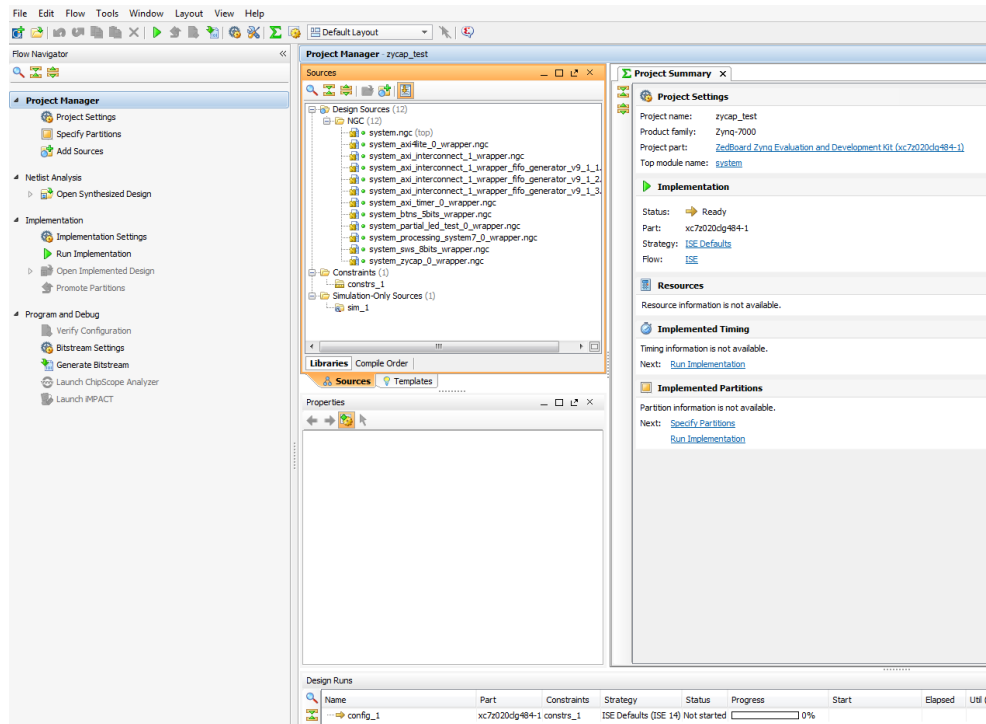 File Edit Flow Tools Window Layout View Help
Default Layout
Flow Navigator
Project Manager
Project Settings
Specify Partitions
Add Sources
Netlist Analysis
Open Synthesized Design
Implementation
Implementation Settings
Run Implementation
Open Implemented Design
Promote Partitions
Program and Debug
Verify Configuration
Bitstream Settings
Generate Bitstream
Launch ChipScope Analyzer
Launch iMPACT
Project Manager - zycap_test
Sources
Design Sources (12)
NGC (12)
system.ngc (top)
system_axi4lite_0_wrapper.ngc
system_axi_interconnect_1_wrapper.ngc
system_axi_interconnect_1_wrapper_fifo_generator_v9_1_1.
system_axi_interconnect_1_wrapper_fifo_generator_v9_1_2.
system_axi_interconnect_1_wrapper_fifo_generator_v9_1_3.
system_axi_timer_0_wrapper.ngc
system_btns_5bits_wrapper.ngc
system_partial_led_test_0_wrapper.ngc
system_processing_system7_0_wrapper.ngc
system_sws_8bits_wrapper.ngc
system_zycap_0_wrapper.ngc
Constraints (1)
constrs_1
Simulation-Only Sources (1)
sim_1
Libraries Compile Order
Sources Templates
Properties
Project Summary
Project Settings
Project name: zycap_test
Product family: Zynq-7000
Project part: ZedBoard Zynq Evaluation and Development Kit (xc7z020clg484-1)
Top module name: system
Implementation
Status: Ready
Part: xc7z020clg484-1
Strategy: ISE Defaults
Flow: ISE
Resources
Resource information is not available.
Implemented Timing
Timing information is not available.
Next: Run Implementation
Implemented Partitions
Partition information is not available.
Next: Specify Partitions
Run Implementation
Design Runs
Name Part Constraints Strategy Status Progress Start Elapsed Util (
config_1 xc7z020clg484-1 constrs_1 ISE Defaults (ISE 14) Not started 0%